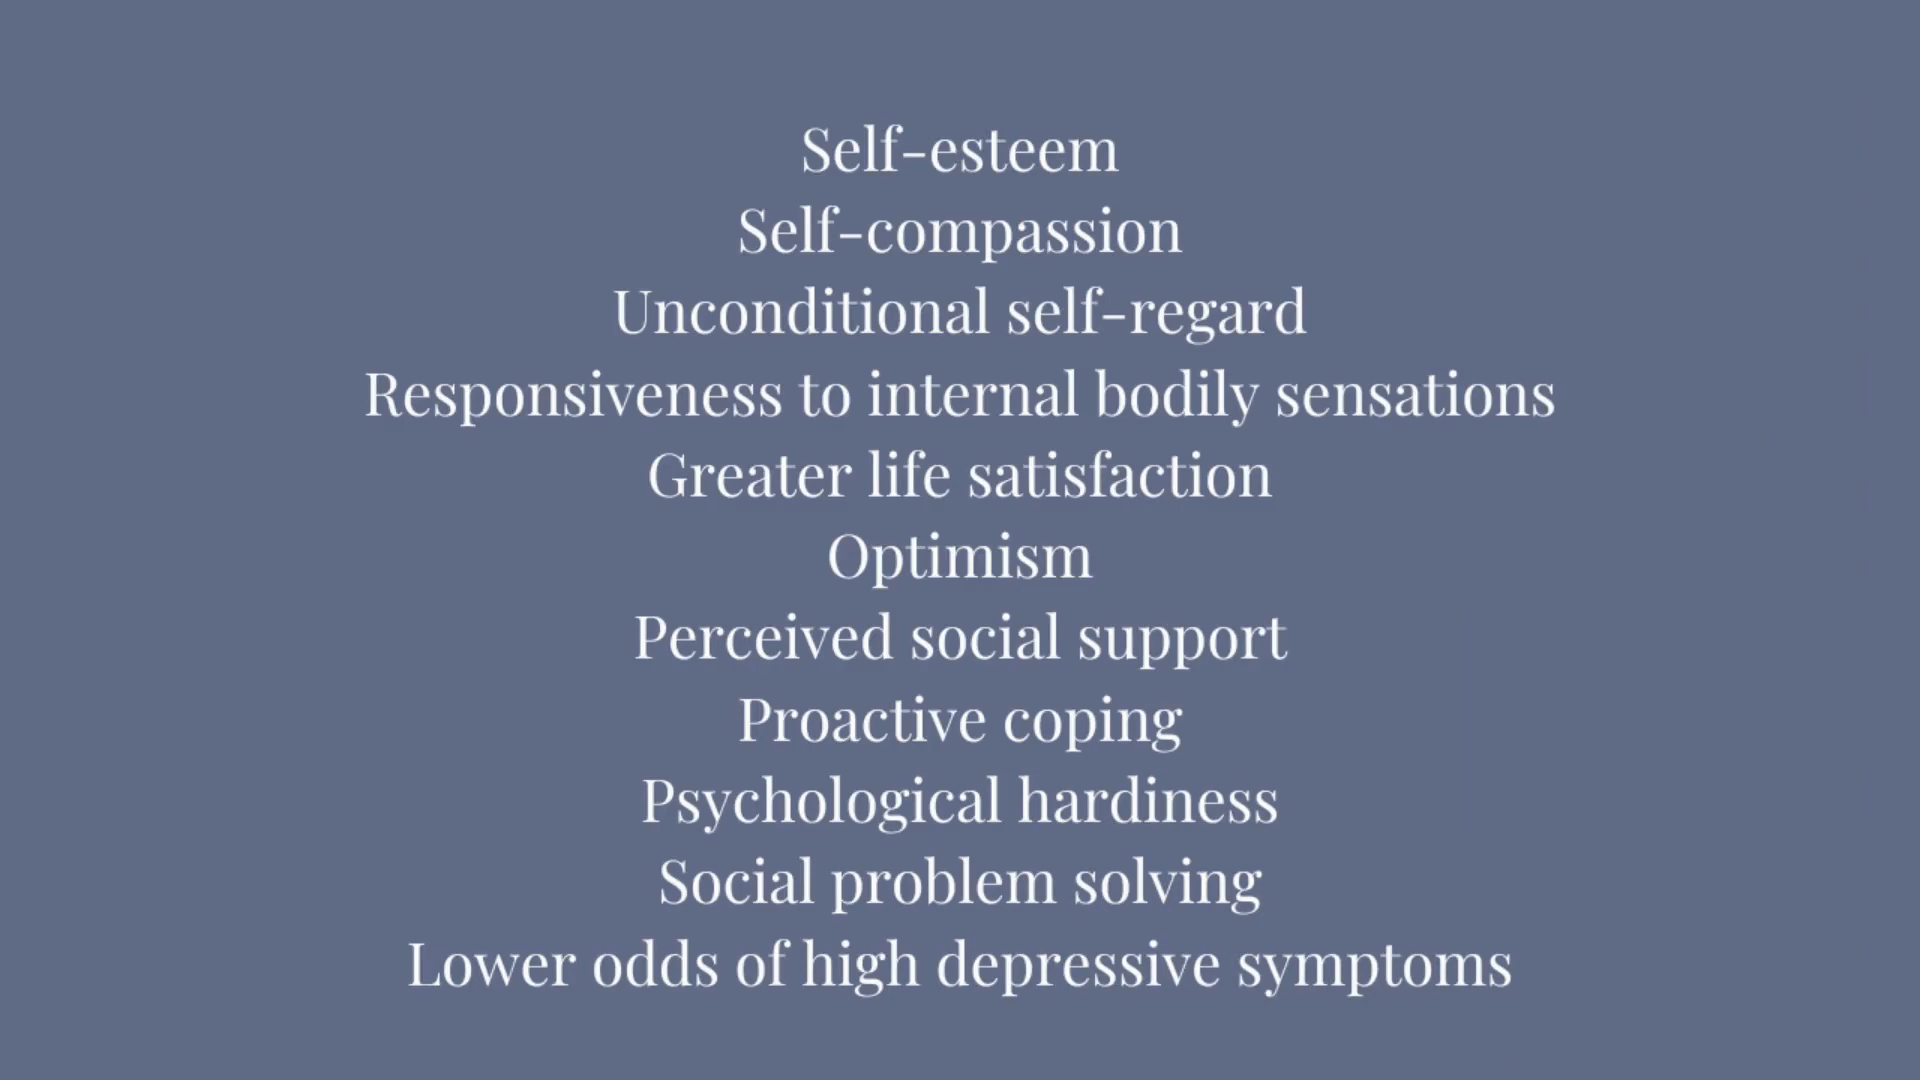 Self-esteem
Self-compassion
Unconditional self-regard
Responsiveness to internal bodily sensations
Greater life satisfaction
Optimism
Perceived social support
Proactive coping
Psychological hardiness
Social problem solving
Lower odds of high depressive symptoms